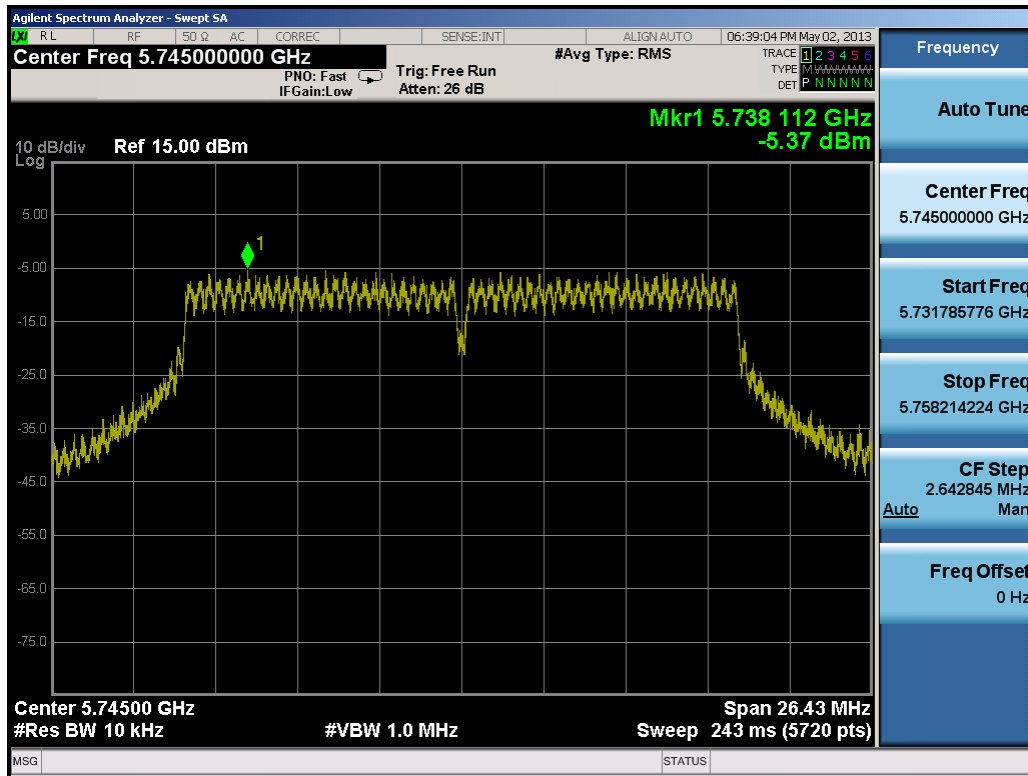 Agilent Spectrum Analyzer - Swept SA
LXI RL RF 50 Ω AC CORREC SENSE:INT ALIGN AUTO 06:39:04 PM May 02, 2013
Center Freq 5.745000000 GHz
PNO: Fast
IFGain:Low
Trig: Free Run
Atten: 26 dB
#Avg Type: RMS
TRACE 1 2 3 4 5 6
TYPE M WWWWW
DET P N N N N N
Mkr1 5.738 112 GHz
-5.37 dBm
10 dB/div Ref 15.00 dBm
Log
1
5.00
-5.00
-15.0
-25.0
-35.0
-45.0
-55.0
-65.0
-75.0
Center 5.74500 GHz Span 26.43 MHz
#Res BW 10 kHz #VBW 1.0 MHz Sweep 243 ms (5720 pts)
MSG STATUS
Frequency
Auto Tune
Center Freq
5.745000000 GHz
Start Freq
5.731785776 GHz
Stop Freq
5.758214224 GHz
CF Step
2.642845 MHz
Auto Man
Freq Offset
0 Hz